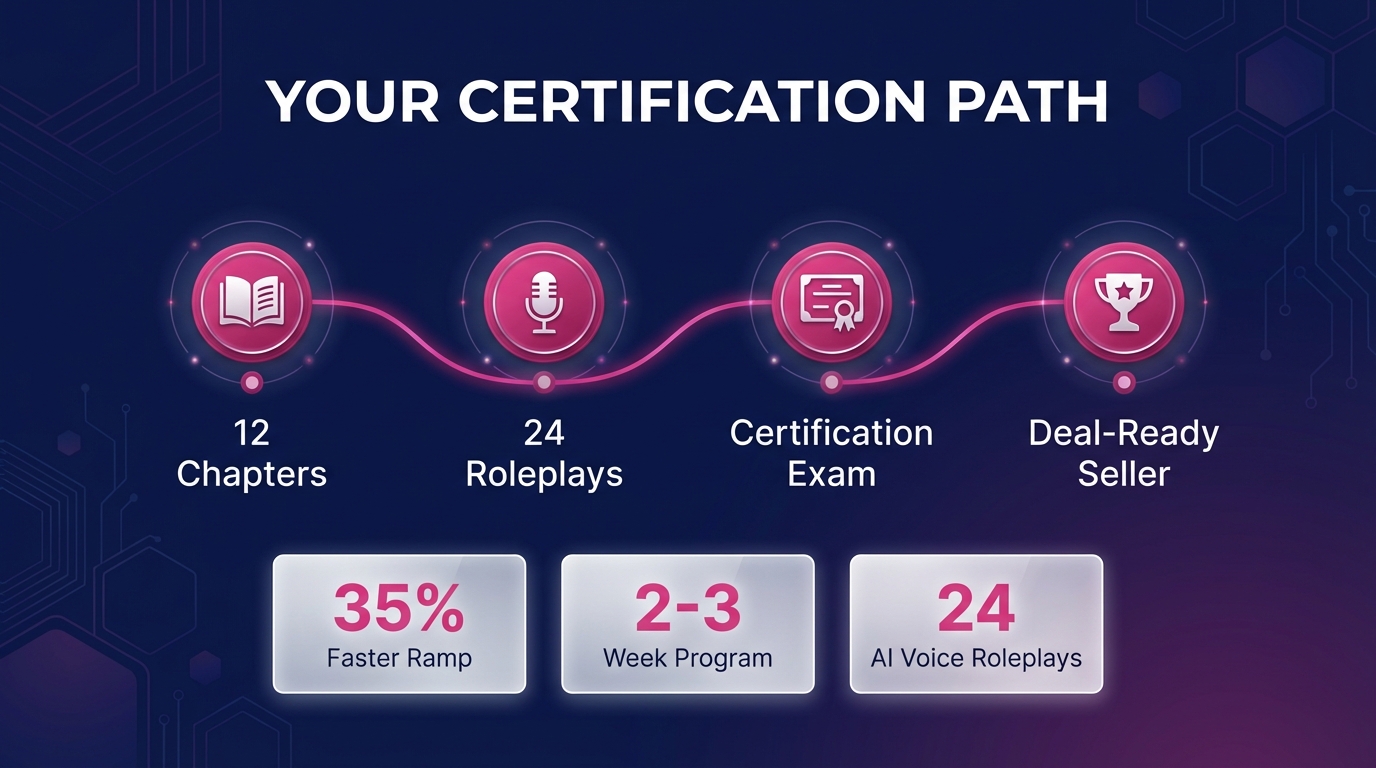 YOUR CERTIFICATION PATH
12
Chapters
24
Roleplays
Certification
Exam
Deal-Ready
Seller
35%
Faster Ramp
2-3
Week Program
24
AI Voice Roleplays